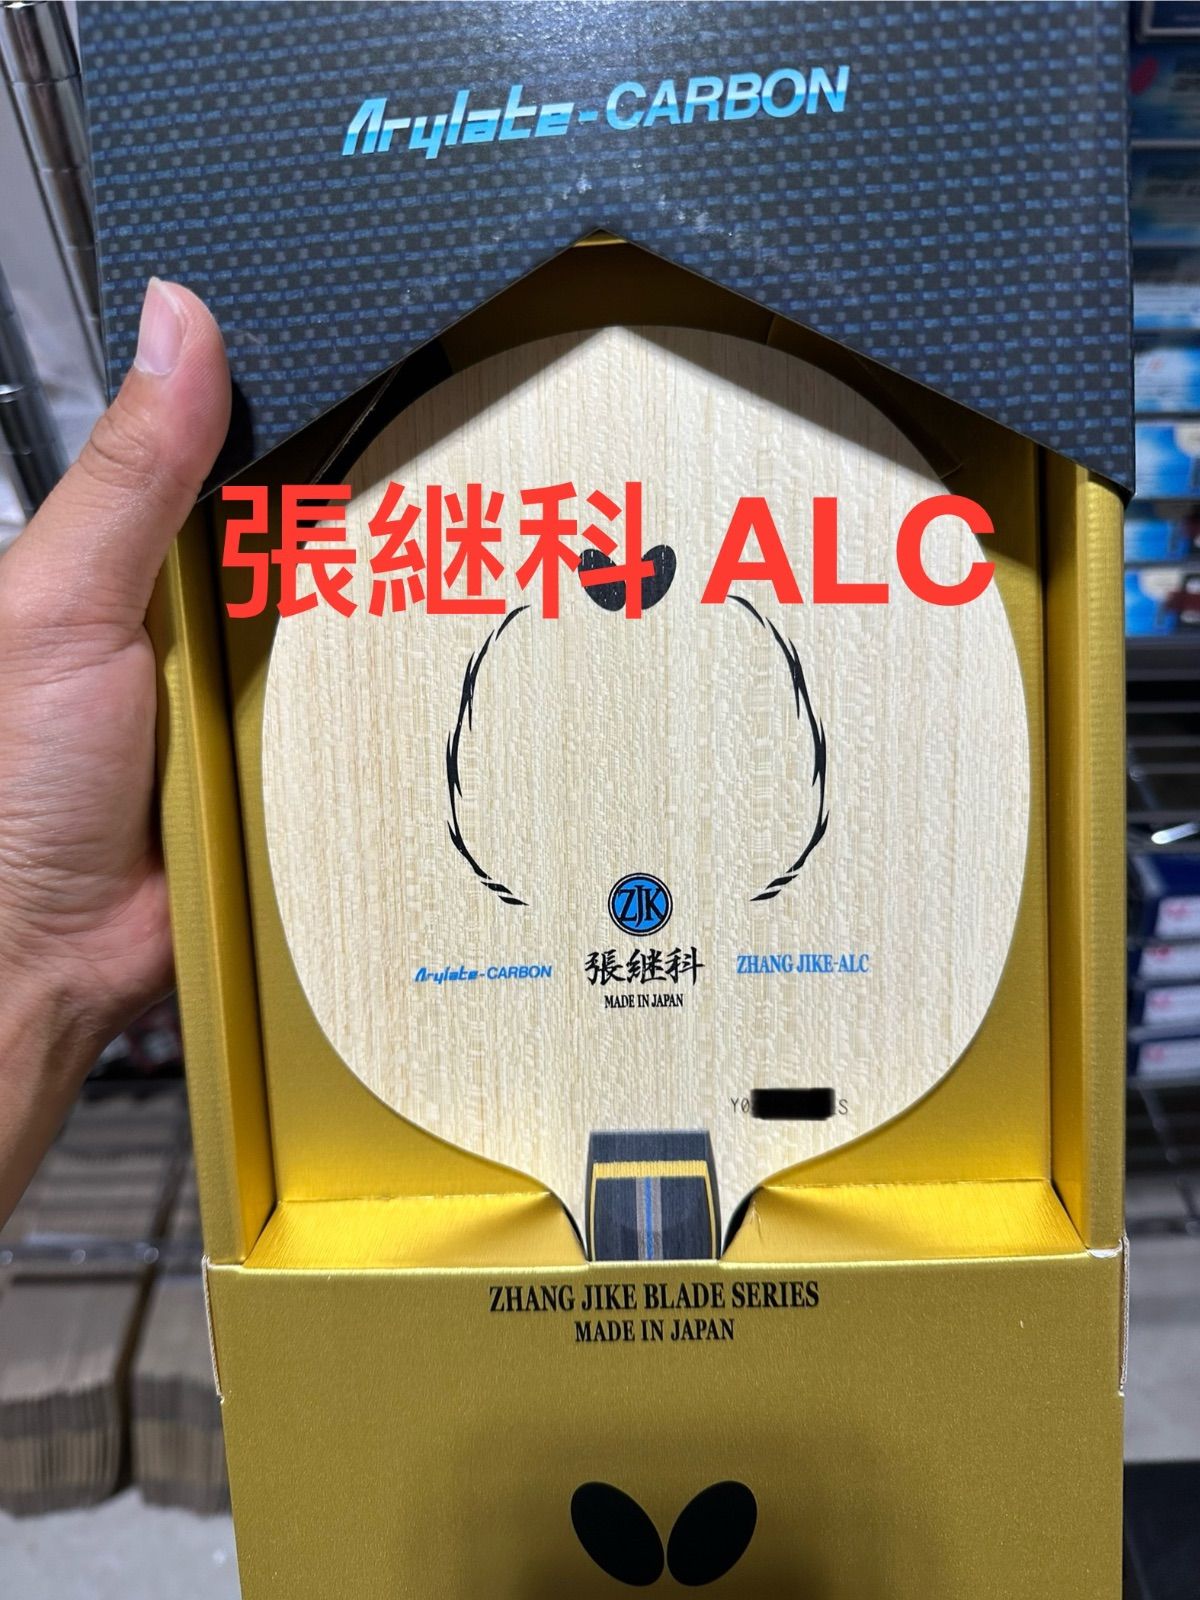 Arylate-CARBON
張継科 ALC
ZJK
Arylate-CARBON 張継科 ZHANG JIKE-ALC
MADE IN JAPAN
ZHANG JIKE BLADE SERIES
MADE IN JAPAN